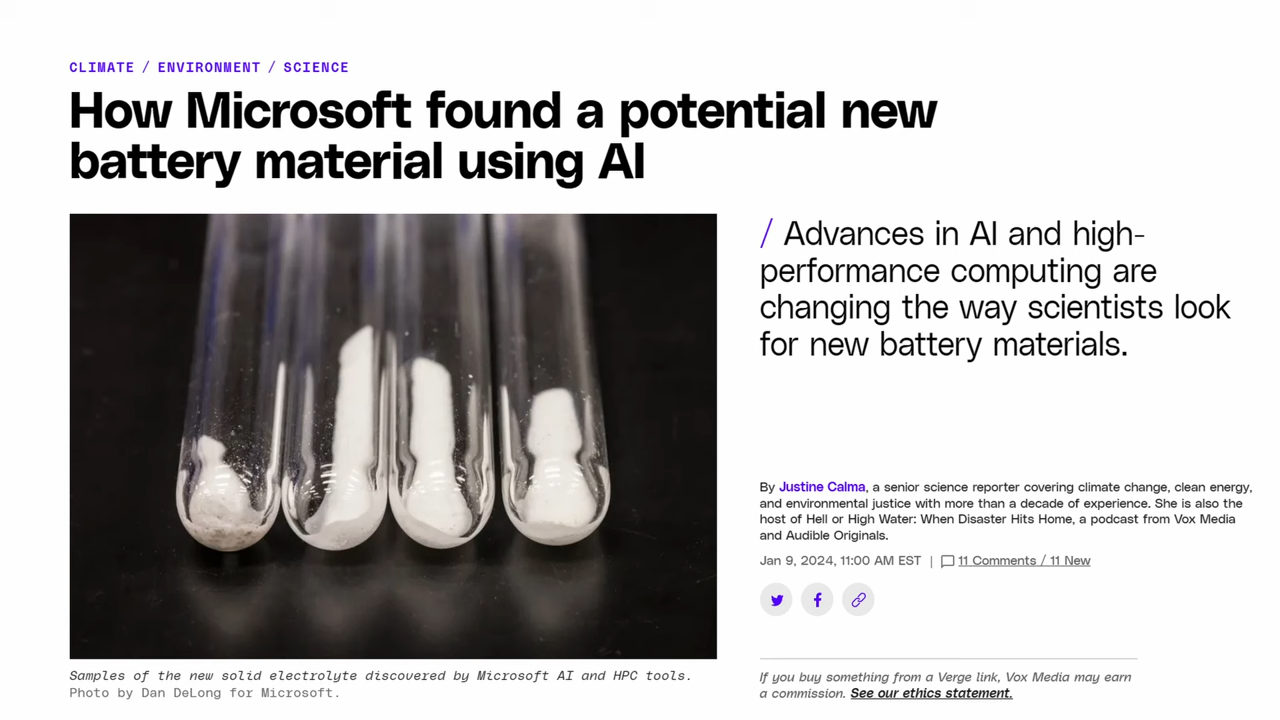 CLIMATE / ENVIRONMENT / SCIENCE
How Microsoft found a potential new
battery material using AI
/ Advances in AI and high-
performance computing are
changing the way scientists look
for new battery materials.
By Justine Calma, a senior science reporter covering climate change, clean energy,
and environmental justice with more than a decade of experience. She is also the
host of Hell or High Water: When Disaster Hits Home, a podcast from Vox Media
and Audible Originals.
Jan 9, 2024, 11:00 AM EST | 11 Comments / 11 New
Samples of the new solid electrolyte discovered by Microsoft AI and HPC tools.
Photo by Dan DeLong for Microsoft.
If you buy something from a Verge link, Vox Media may earn
a commission. See our ethics statement.